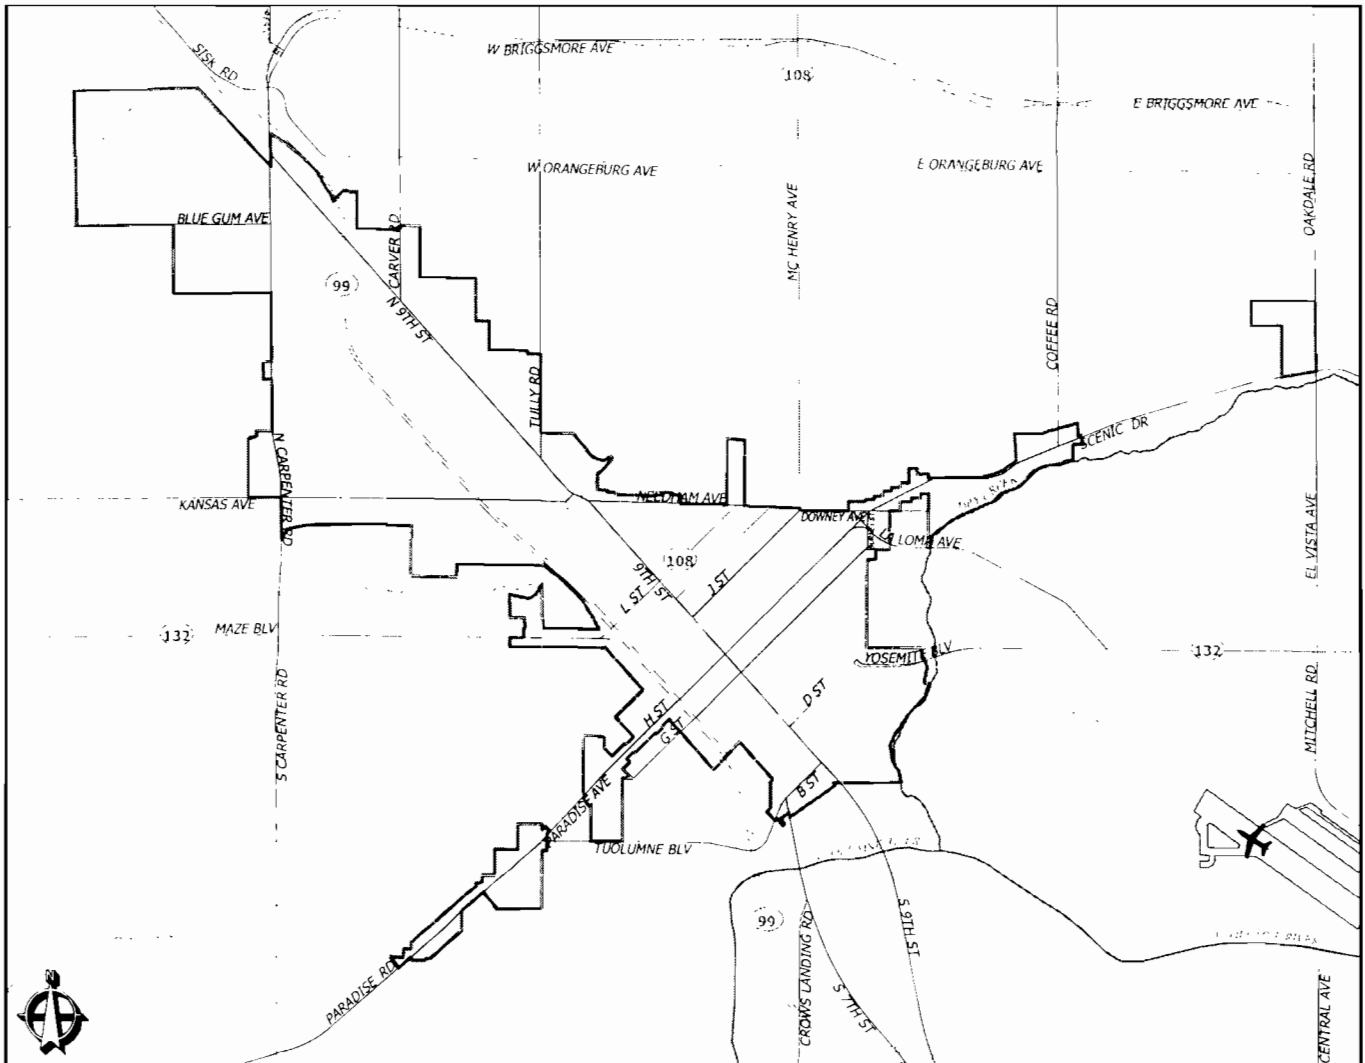 SISK RD
W BRIGGSMORE AVE
108
E BRIGGSMORE AVE
W ORANGEBURG AVE
E ORANGEBURG AVE
OAKDALE RD
MC HENRY AVE
BLUE GUM AVE
CARVER RD
99
N 9TH ST
COFFEE RD
TULLY RD
SCENIC DR
N CARPENTER RD
KANSAS AVE
NEEDHAM AVE
DRY CREEK
DOWNEY AVE
LA LOMA AVE
EL VISTA AVE
108
9TH ST
J ST
L ST
132
MAZE BLV
YOSEMITE BLV
132
S CARPENTER RD
D ST
H ST
G ST
MITCHELL RD
B ST
PARADISE AVE
TUOLUMNE BLV
99
S 9TH ST
CROWS LANDING RD
S 7TH ST
PARADISE RD
N
CENTRAL AVE